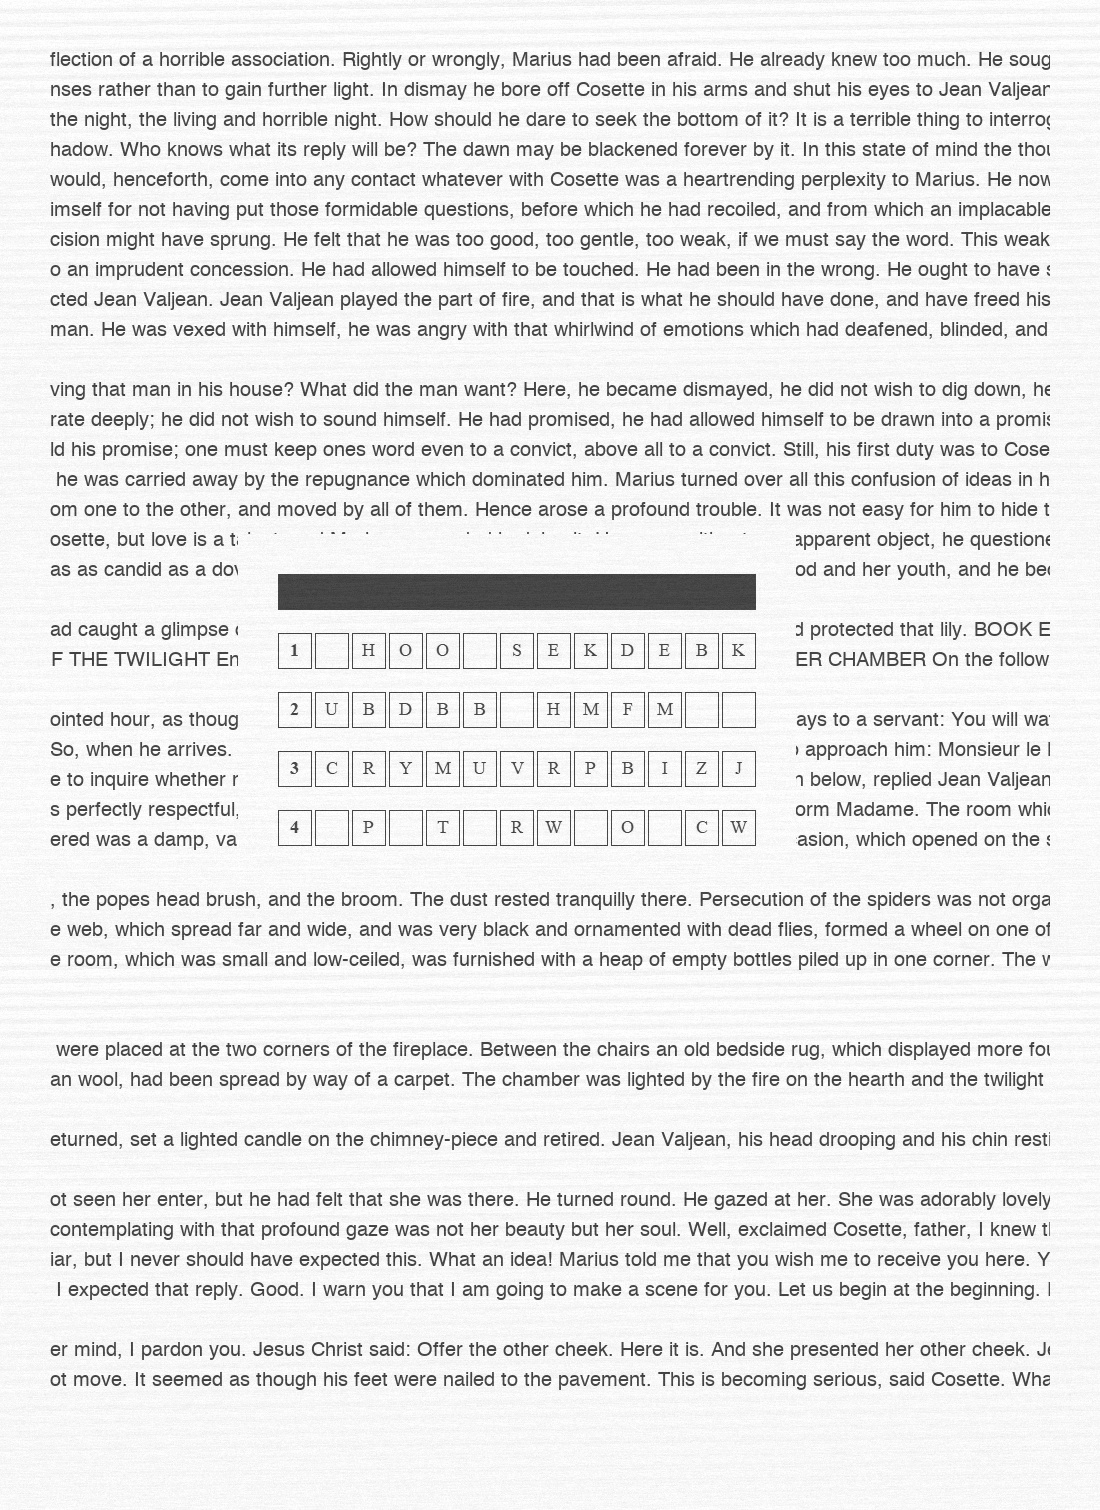 flection of a horrible association. Rightly or wrongly, Marius had been afraid. He already knew too much. He soug
nses rather than to gain further light. In dismay he bore off Cosette in his arms and shut his eyes to Jean Valjean
the night, the living and horrible night. How should he dare to seek the bottom of it? It is a terrible thing to interrog
hadow. Who knows what its reply will be? The dawn may be blackened forever by it. In this state of mind the thou
would, henceforth, come into any contact whatever with Cosette was a heartrending perplexity to Marius. He now
imself for not having put those formidable questions, before which he had recoiled, and from which an implacable
cision might have sprung. He felt that he was too good, too gentle, too weak, if we must say the word. This weak
o an imprudent concession. He had allowed himself to be touched. He had been in the wrong. He ought to have s
cted Jean Valjean. Jean Valjean played the part of fire, and that is what he should have done, and have freed his
man. He was vexed with himself, he was angry with that whirlwind of emotions which had deafened, blinded, and
ving that man in his house? What did the man want? Here, he became dismayed, he did not wish to dig down, he
rate deeply; he did not wish to sound himself. He had promised, he had allowed himself to be drawn into a promis
ld his promise; one must keep ones word even to a convict, above all to a convict. Still, his first duty was to Cose
he was carried away by the repugnance which dominated him. Marius turned over all this confusion of ideas in h
om one to the other, and moved by all of them. Hence arose a profound trouble. It was not easy for him to hide t
osette, but love is a apparent object, he questione
as as candid as a dov od and her youth, and he bec
ad caught a glimpse d protected that lily. BOOK E
F THE TWILIGHT En ER CHAMBER On the follow
ointed hour, as thoug ays to a servant: You will wa
So, when he arrives. approach him: Monsieur le
e to inquire whether n below, replied Jean Valjean
s perfectly respectful, orm Madame. The room whic
ered was a damp, va asion, which opened on the s
1 H O O S E K D E B K
2 U B D B B H M F M
3 C R Y M U V R P B I Z J
4 P T R W O C W
, the popes head brush, and the broom. The dust rested tranquilly there. Persecution of the spiders was not orga
e web, which spread far and wide, and was very black and ornamented with dead flies, formed a wheel on one of
e room, which was small and low-ceiled, was furnished with a heap of empty bottles piled up in one corner. The w
were placed at the two corners of the fireplace. Between the chairs an old bedside rug, which displayed more fou
an wool, had been spread by way of a carpet. The chamber was lighted by the fire on the hearth and the twilight
eturned, set a lighted candle on the chimney-piece and retired. Jean Valjean, his head drooping and his chin resti
ot seen her enter, but he had felt that she was there. He turned round. He gazed at her. She was adorably lovely
contemplating with that profound gaze was not her beauty but her soul. Well, exclaimed Cosette, father, I knew th
iar, but I never should have expected this. What an idea! Marius told me that you wish me to receive you here. Y
I expected that reply. Good. I warn you that I am going to make a scene for you. Let us begin at the beginning.
er mind, I pardon you. Jesus Christ said: Offer the other cheek. Here it is. And she presented her other cheek. Je
ot move. It seemed as though his feet were nailed to the pavement. This is becoming serious, said Cosette. Wha